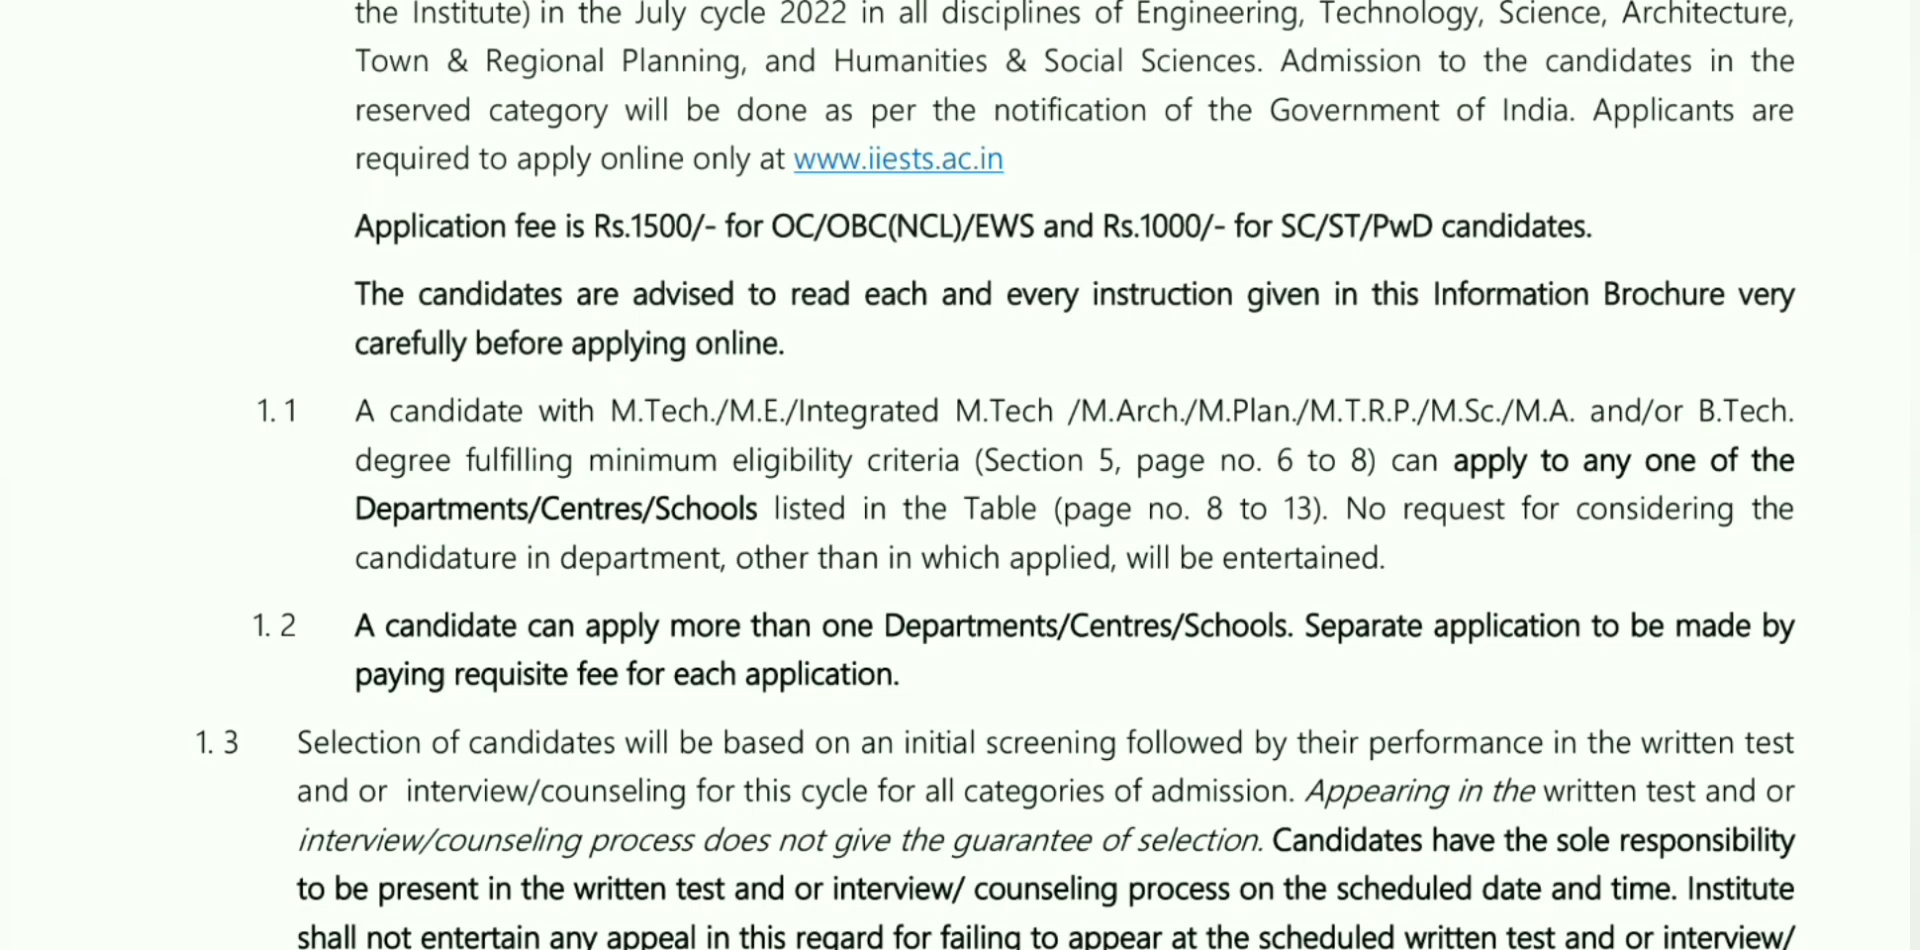 the Institute) in the July cycle 2022 in all disciplines of Engineering, Technology, Science, Architecture,
Town & Regional Planning, and Humanities & Social Sciences. Admission to the candidates in the
reserved category will be done as per the notification of the Government of India. Applicants are
required to apply online only at www.iiests.ac.in
Application fee is Rs.1500/- for OC/OBC(NCL)/EWS and Rs.1000/- for SC/ST/PwD candidates.
The candidates are advised to read each and every instruction given in this Information Brochure very
carefully before applying online.
1. 1 A candidate with M.Tech./M.E./Integrated M.Tech /M.Arch./M.Plan./M.T.R.P./M.Sc./M.A. and/or B.Tech.
degree fulfilling minimum eligibility criteria (Section 5, page no. 6 to 8) can apply to any one of the
Departments/Centres/Schools listed in the Table (page no. 8 to 13). No request for considering the
candidature in department, other than in which applied, will be entertained.
1. 2 A candidate can apply more than one Departments/Centres/Schools. Separate application to be made by
paying requisite fee for each application.
1. 3 Selection of candidates will be based on an initial screening followed by their performance in the written test
and or interview/counseling for this cycle for all categories of admission. Appearing in the written test and or
interview/counseling process does not give the guarantee of selection. Candidates have the sole responsibility
to be present in the written test and or interview/ counseling process on the scheduled date and time. Institute
shall not entertain any appeal in this regard for failing to appear at the scheduled written test and or interview/